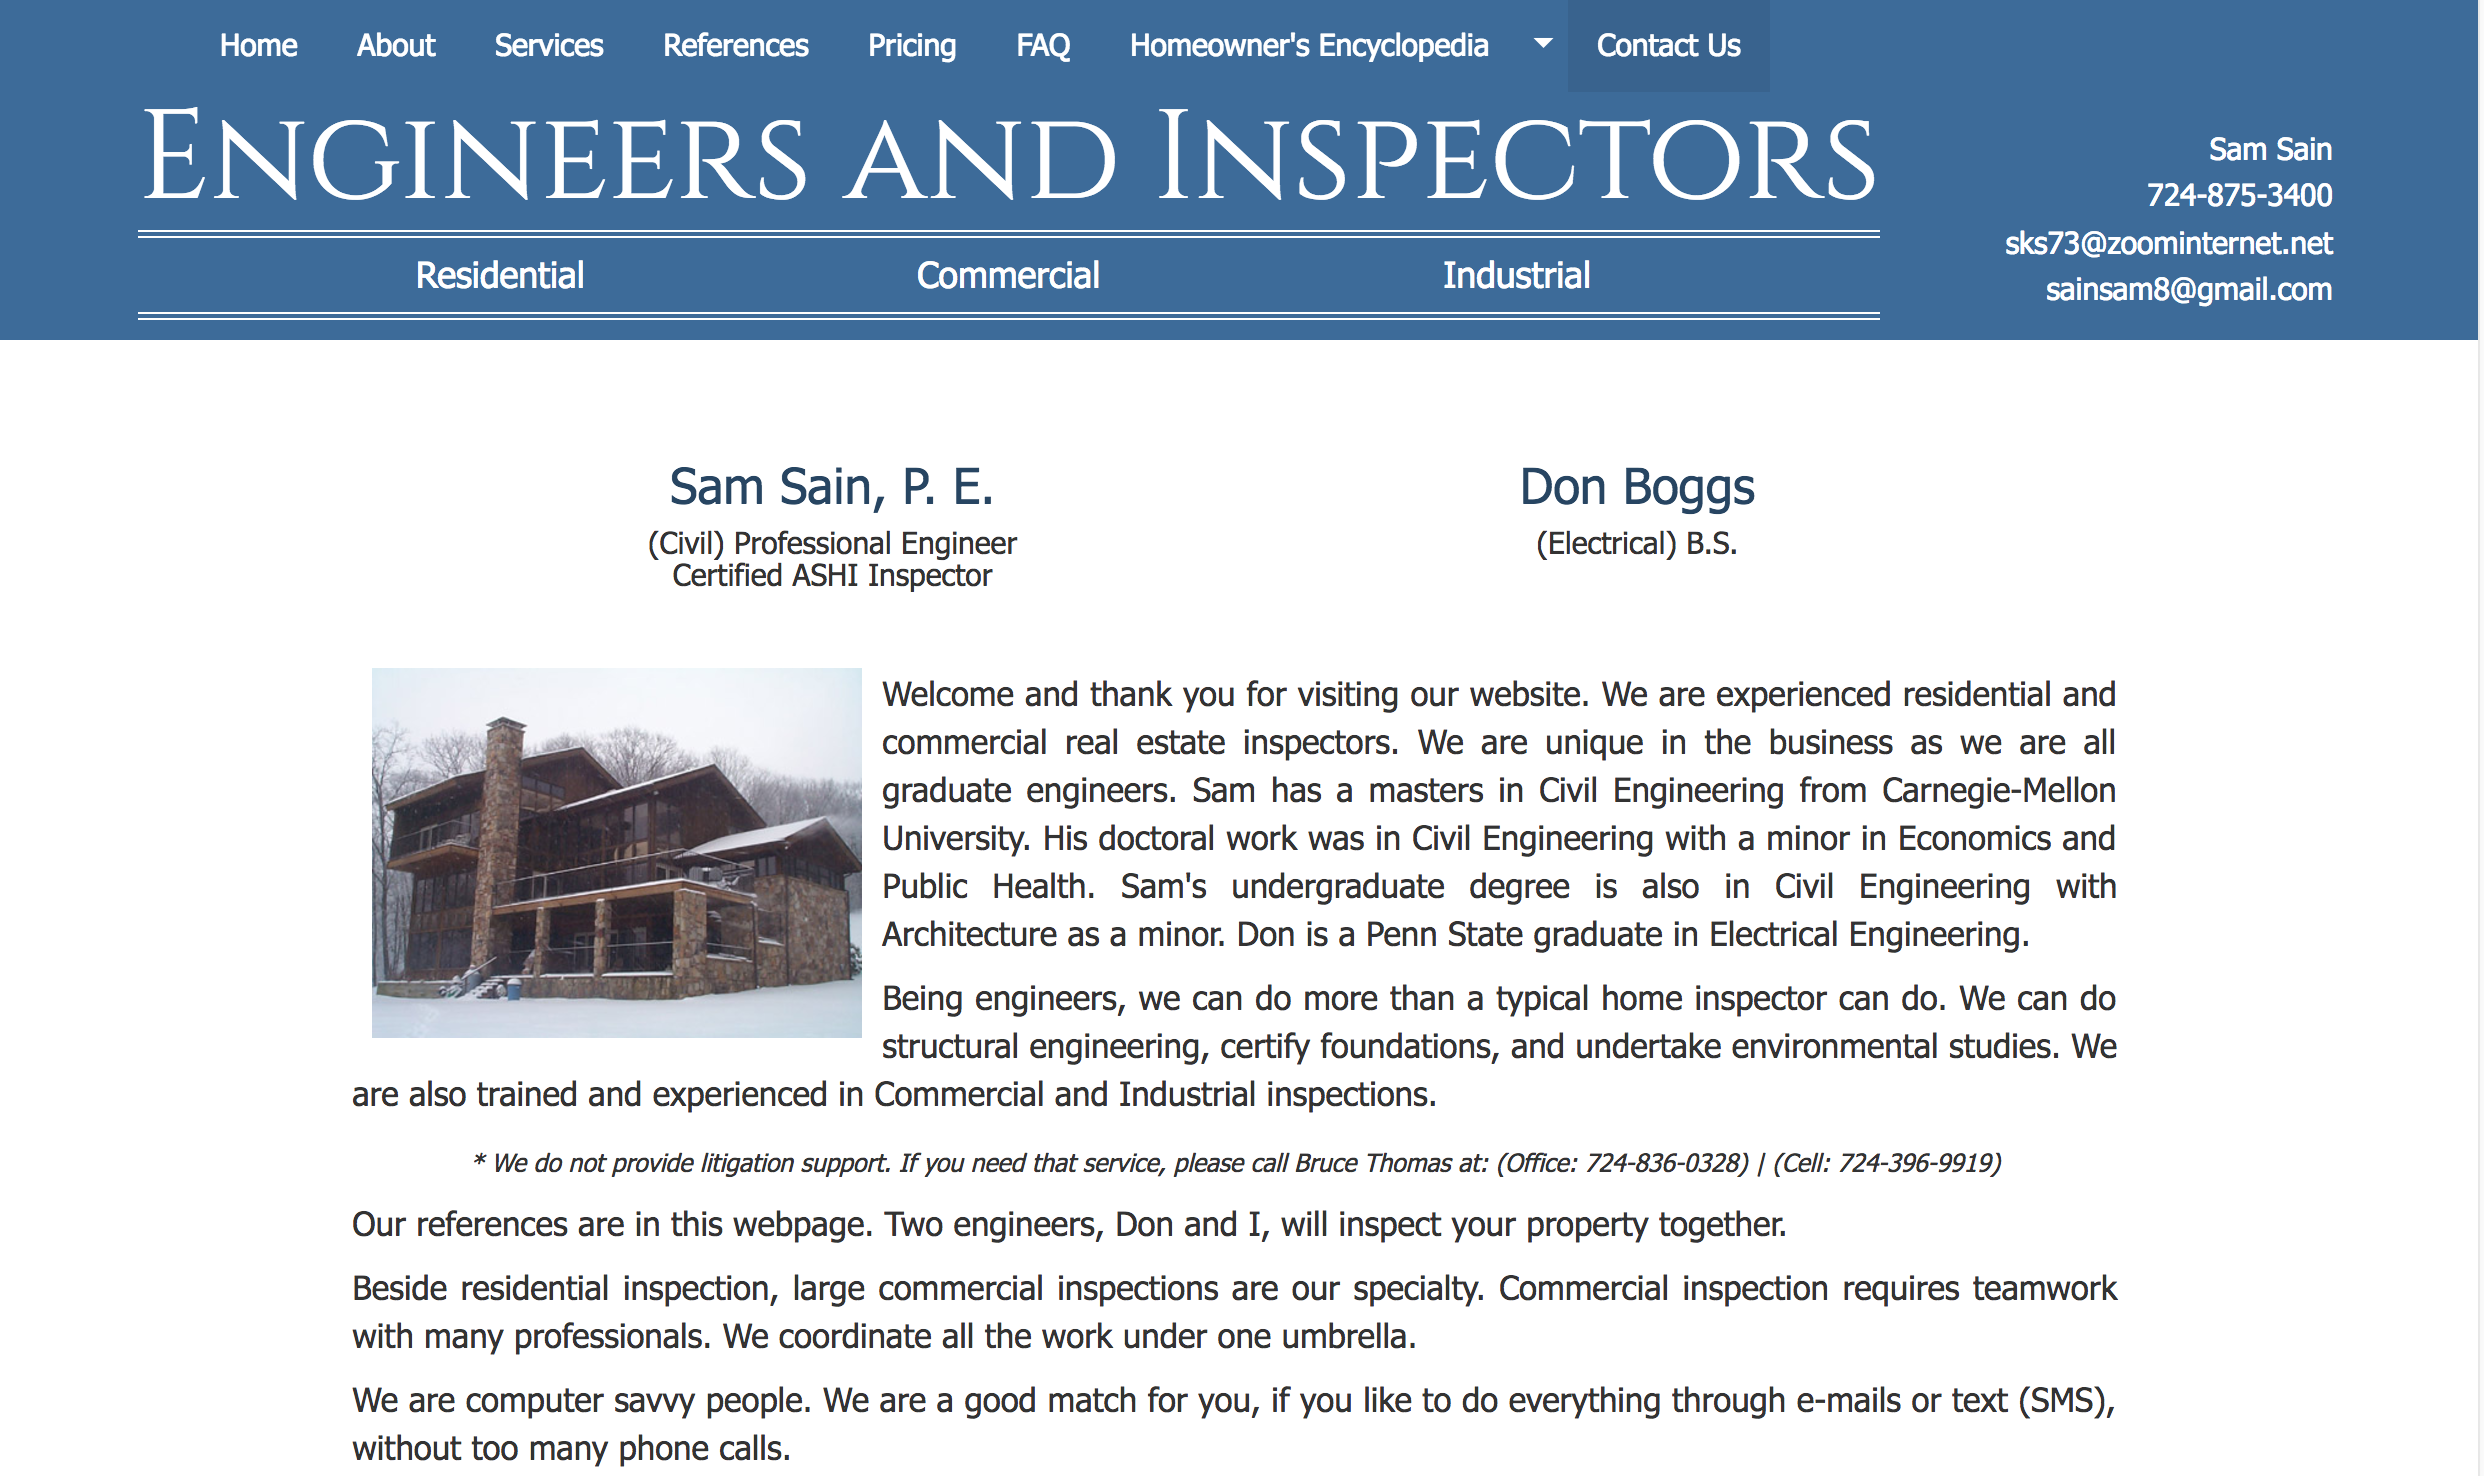 Home About Services References Pricing FAQ Homeowner's Encyclopedia Contact Us
ENGINEERS AND INSPECTORS
Residential Commercial Industrial
Sam Sain
724-875-3400
sks73@zoominternet.net
sainsam8@gmail.com
Sam Sain, P. E.
(Civil) Professional Engineer
Certified ASHI Inspector
Don Boggs
(Electrical) B.S.
Welcome and thank you for visiting our website. We are experienced residential and
commercial real estate inspectors. We are unique in the business as we are all
graduate engineers. Sam has a masters in Civil Engineering from Carnegie-Mellon
University. His doctoral work was in Civil Engineering with a minor in Economics and
Public Health. Sam's undergraduate degree is also in Civil Engineering with
Architecture as a minor. Don is a Penn State graduate in Electrical Engineering.
Being engineers, we can do more than a typical home inspector can do. We can do
structural engineering, certify foundations, and undertake environmental studies. We
are also trained and experienced in Commercial and Industrial inspections.
* We do not provide litigation support. If you need that service, please call Bruce Thomas at: (Office: 724-836-0328) | (Cell: 724-396-9919)
Our references are in this webpage. Two engineers, Don and I, will inspect your property together.
Beside residential inspection, large commercial inspections are our specialty. Commercial inspection requires teamwork
with many professionals. We coordinate all the work under one umbrella.
We are computer savvy people. We are a good match for you, if you like to do everything through e-mails or text (SMS),
without too many phone calls.